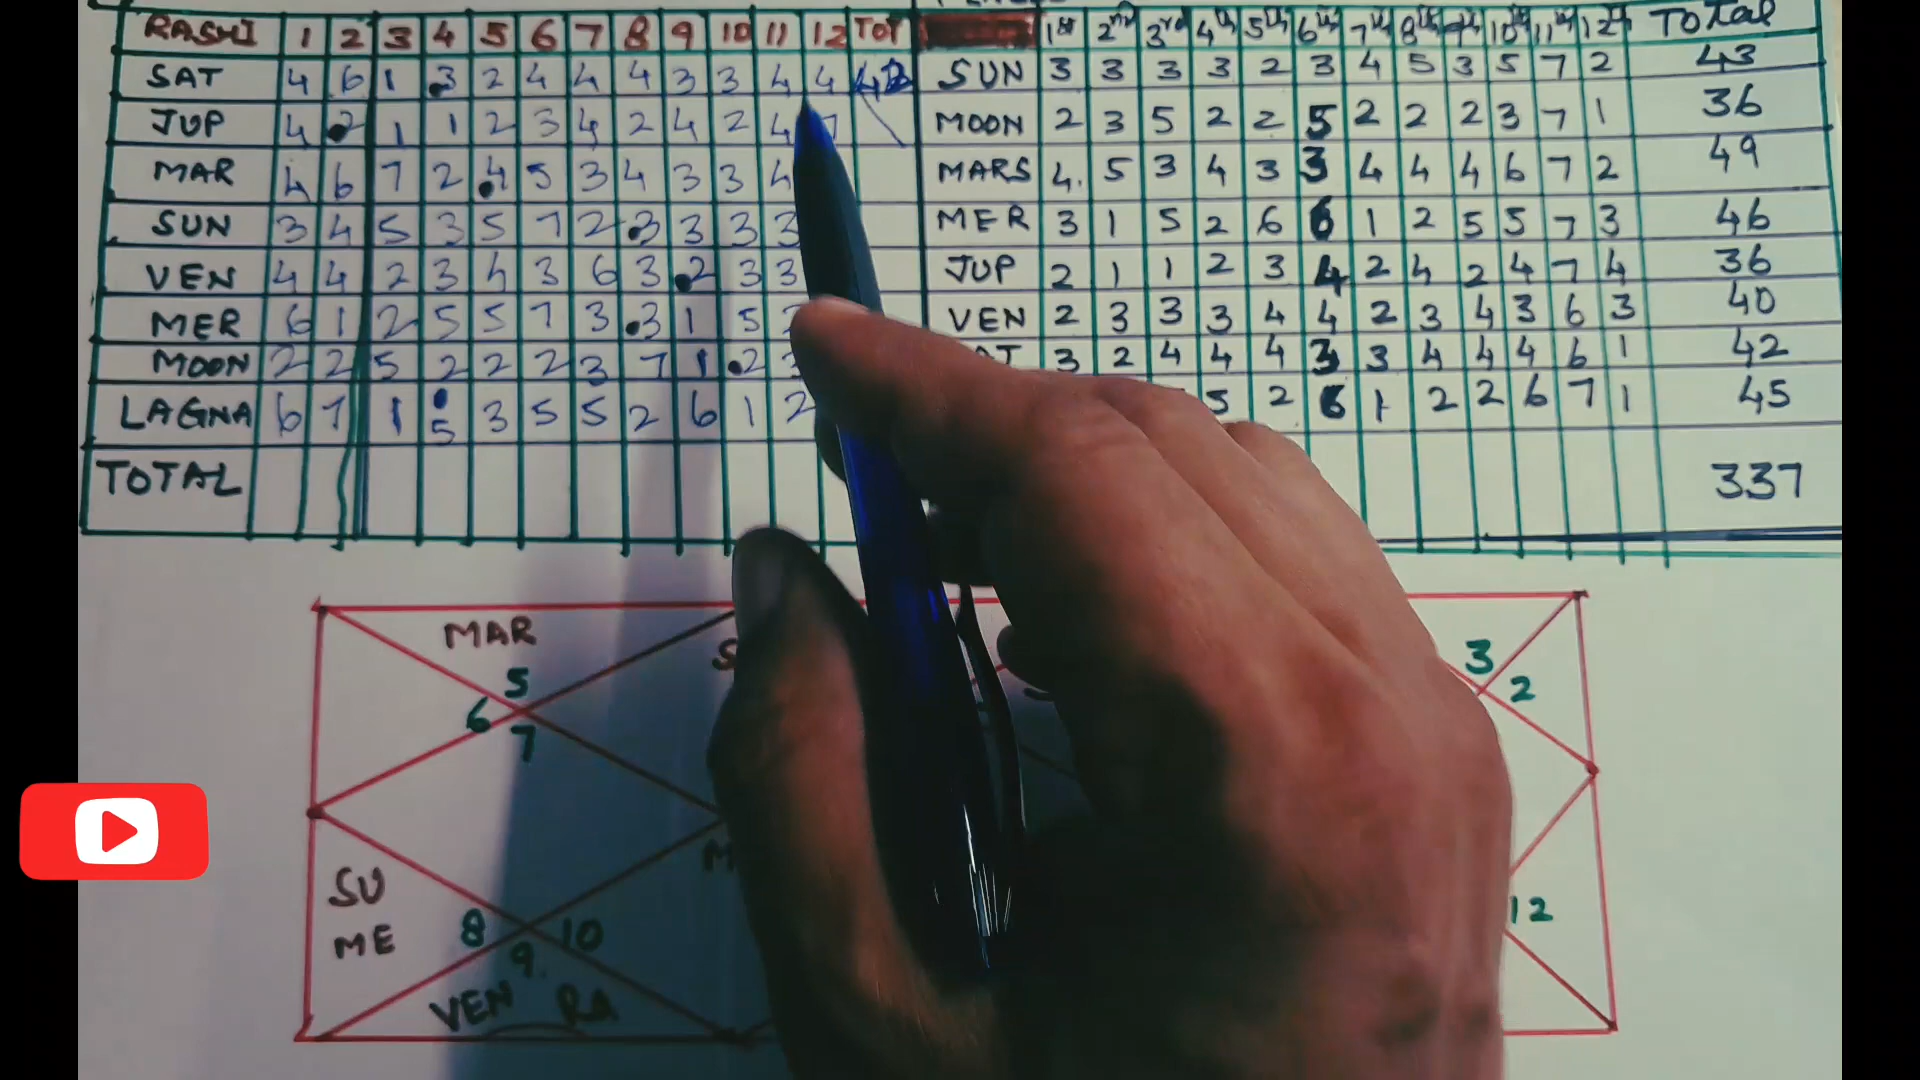 RASHI 1 2 3 4 5 6 7 8 9 10 11 12 TOT
SAT 4 6 1 3 2 4 4 4 3 3 4 4 42
JUP 4 2 1 1 2 3 4 2 4 2 4 7
MAR 4 6 7 2 4 5 3 4 3 3 4
SUN 3 4 5 3 5 7 2 3 3 3 3
VEN 4 4 2 3 4 3 6 3 2 3 3
MER 6 1 2 5 5 7 3 3 1 5
MOON 2 2 5 2 2 2 3 7 1 2
LAGNA 6 7 1 5 3 5 5 2 6 1 2
TOTAL
1st 2nd 3rd 4th 5th 6th 7th 8th 9th 10th 11th 12th TOTAL
SUN 3 3 3 3 2 3 4 5 3 5 7 2 43
MOON 2 3 5 2 2 5 2 2 2 3 7 1 36
MARS 4. 5 3 4 3 3 4 4 4 6 7 2 49
MER 3 1 5 2 6 6 1 2 5 5 7 3 46
JUP 2 1 1 2 3 4 2 4 2 4 7 4 36
VEN 2 3 3 3 4 4 2 3 4 3 6 3 40
3 2 4 4 4 3 3 4 4 4 6 1 42
5 2 6 1 2 2 6 7 1 45
337
MAR
5
6
7
3
2
SU
ME
8
9.
10
VEN RA
12